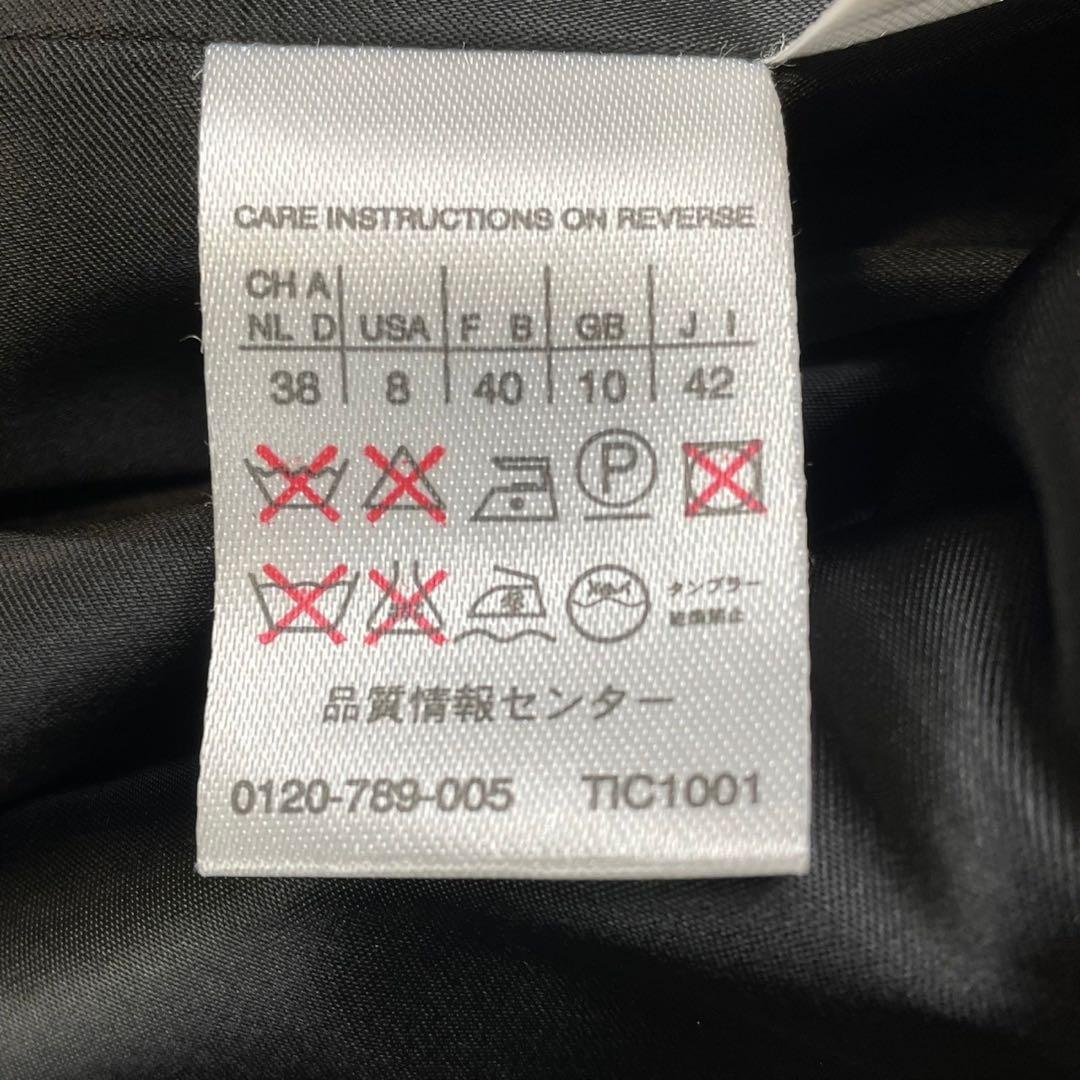 CARE INSTRUCTIONS ON REVERSE
CH A
NL D USA F B GB J I
38 8 40 10 42
P
タンブラー
乾燥禁止
品質情報センター
0120-789-005 TIC1001